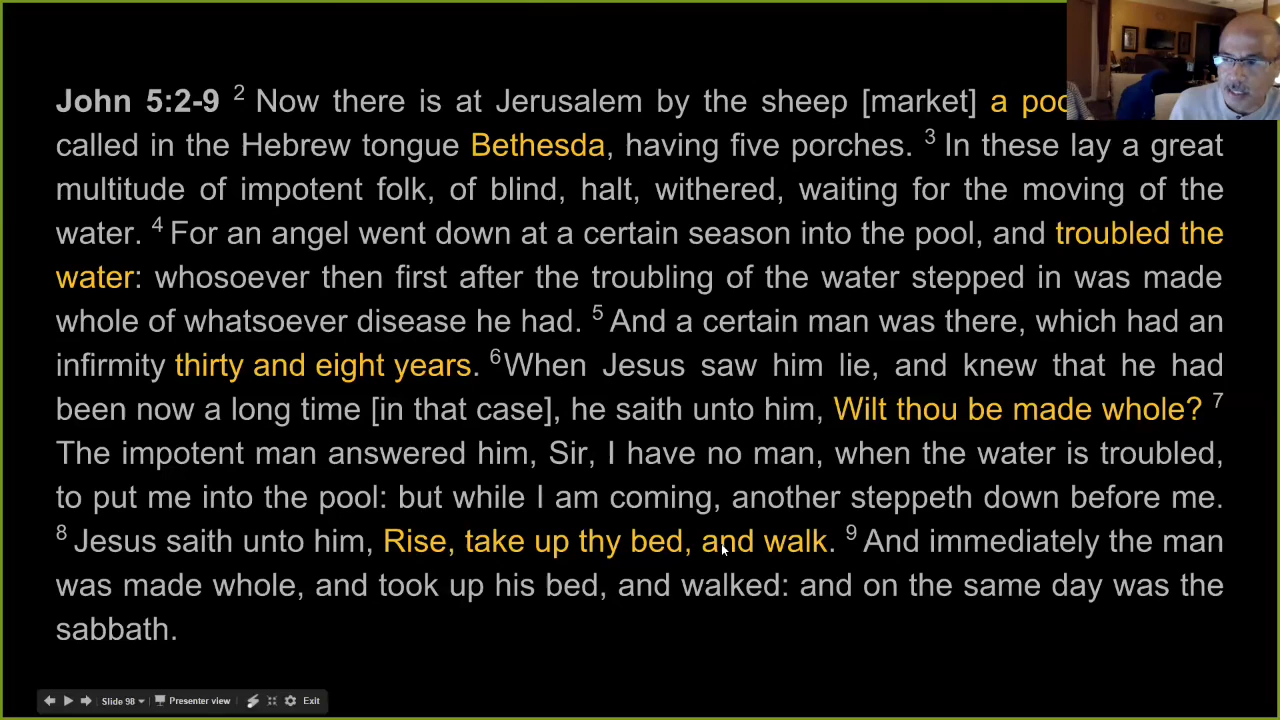 John 5:2-9 2 Now there is at Jerusalem by the sheep [market] a
called in the Hebrew tongue Bethesda, having five porches. 3 In these lay a great
multitude of impotent folk, of blind, halt, withered, waiting for the moving of the
water. 4 For an angel went down at a certain season into the pool, and troubled the
water: whosoever then first after the troubling of the water stepped in was made
whole of whatsoever disease he had. 5 And a certain man was there, which had an
infirmity thirty and eight years. 6 When Jesus saw him lie, and knew that he had
been now a long time [in that case], he saith unto him, Wilt thou be made whole? 7
The impotent man answered him, Sir, I have no man, when the water is troubled,
to put me into the pool: but while I am coming, another steppeth down before me.
8 Jesus saith unto him, Rise, take up thy bed, and walk. 9 And immediately the man
was made whole, and took up his bed, and walked: and on the same day was the
sabbath.
Slide 98 Presenter view Exit